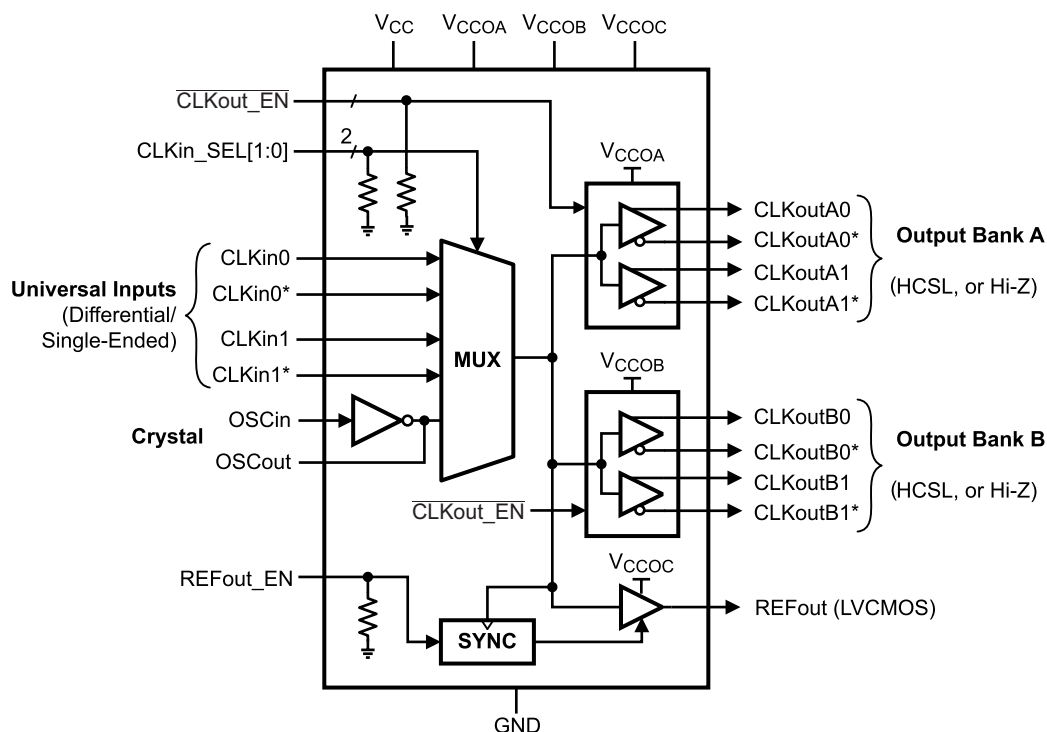 VCC
VCCOA
VCCOB
VCCOC
CLKout_EN
2
CLKin_SEL[1:0]
VCCOA
CLKoutA0
CLKoutA0*
CLKoutA1
CLKoutA1*
Output Bank A
(HCSL, or Hi-Z)
CLKin0
CLKin0*
CLKin1
CLKin1*
Universal Inputs
(Differential/
Single-Ended)
MUX
OSCin
Crystal
OSCout
VCCOB
CLKoutB0
CLKoutB0*
CLKoutB1
CLKoutB1*
Output Bank B
(HCSL, or Hi-Z)
CLKout_EN
VCCOC
REFout_EN
SYNC
REFout (LVCMOS)
GND